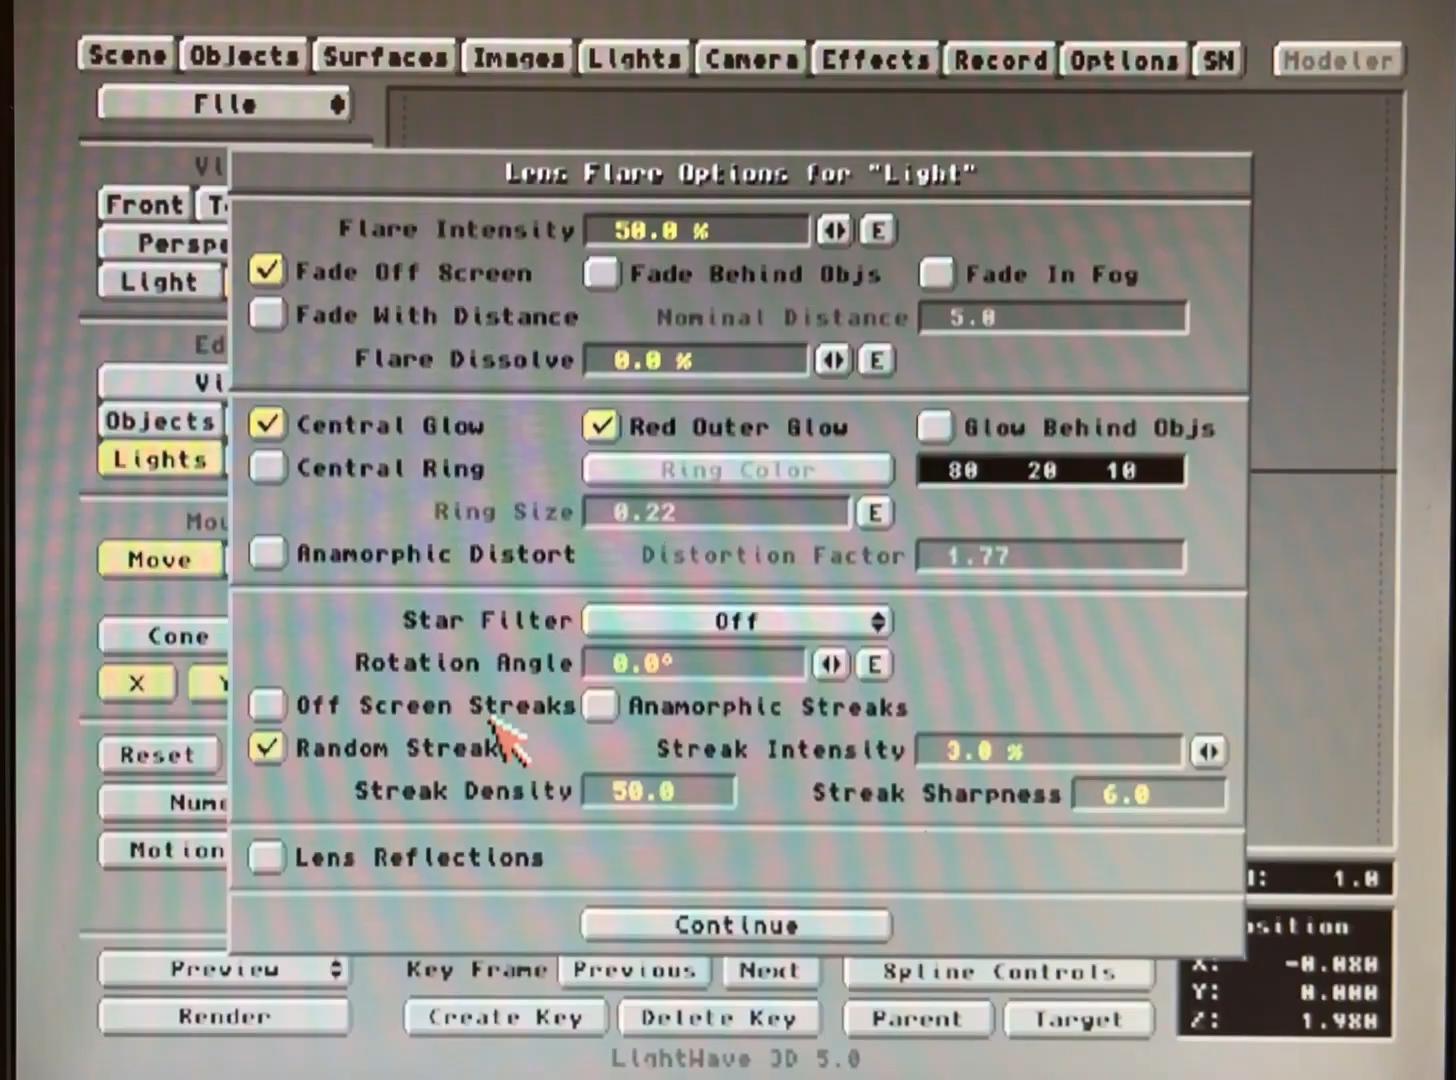 Scene Objects Surfaces Images Lights Camera Effects Record Options SN Modeler
File
Lens Flare Options for "Light"
Front
Flare Intensity 50.0 % E
Fade Off Screen Fade Behind Objs Fade In Fog
Light
Fade With Distance Nominal Distance 5.0
Flare Dissolve 0.0 % E
Objects
Central Glow Red Outer Glow Glow Behind Objs
Lights
Central Ring Ring Color 80 20 10
Ring Size 0.22 E
Move
Anamorphic Distort Distortion Factor 1.77
Star Filter Off
Cone
Rotation Angle 0.0° E
X Y
Off Screen Streaks Anamorphic Streaks
Reset
Random Streak Streak Intensity 3.0 %
Streak Density 50.0 Streak Sharpness 6.0
Motion
Lens Reflections
1.0
Continue
Preview Key Frame Previous Next Spline Controls
X: -0.080
Y: 0.000
Render Create Key Delete Key Parent Target
Z: 1.980
LightWave 3D 5.0